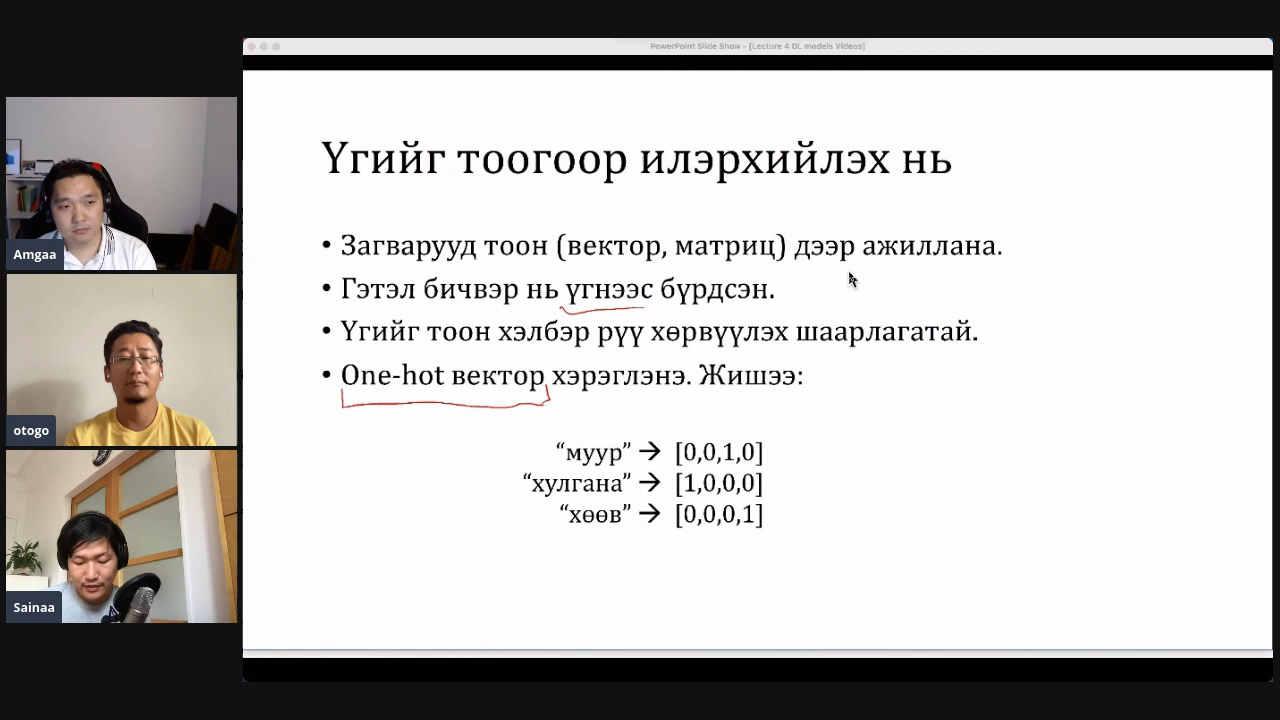 PowerPoint Slide Show - [Lecture 4 DL models Videos]
Үгийг тоогоор илэрхийлэх нь
• Загварууд тоон (вектор, матриц) дээр ажиллана.
• Гэтэл бичвэр нь үгнээс бүрдсэн.
• Үгийг тоон хэлбэр рүү хөрвүүлэх шаарлагатай.
• One-hot вектор хэрэглэнэ. Жишээ:
“муур” → [0,0,1,0]
“хулгана” → [1,0,0,0]
“хөөв” → [0,0,0,1]
Amgaa
otogo
Sainaa